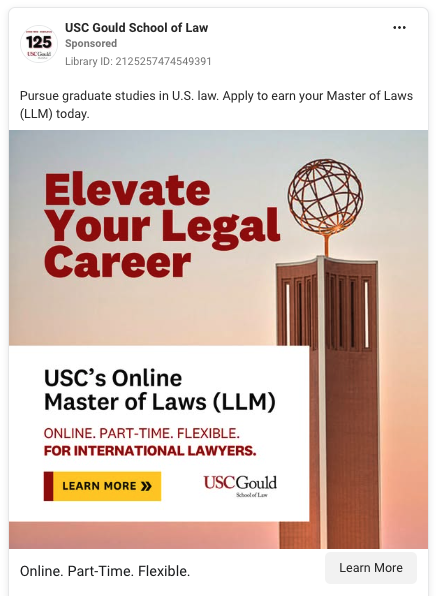 USC Gould School of Law
Sponsored
Library ID: 2125257474549391
125
USCGould
Pursue graduate studies in U.S. law. Apply to earn your Master of Laws
(LLM) today.
Elevate
Your Legal
Career
USC's Online
Master of Laws (LLM)
ONLINE. PART-TIME. FLEXIBLE.
FOR INTERNATIONAL LAWYERS.
LEARN MORE »
USCGould
School of Law
Online. Part-Time. Flexible.
Learn More